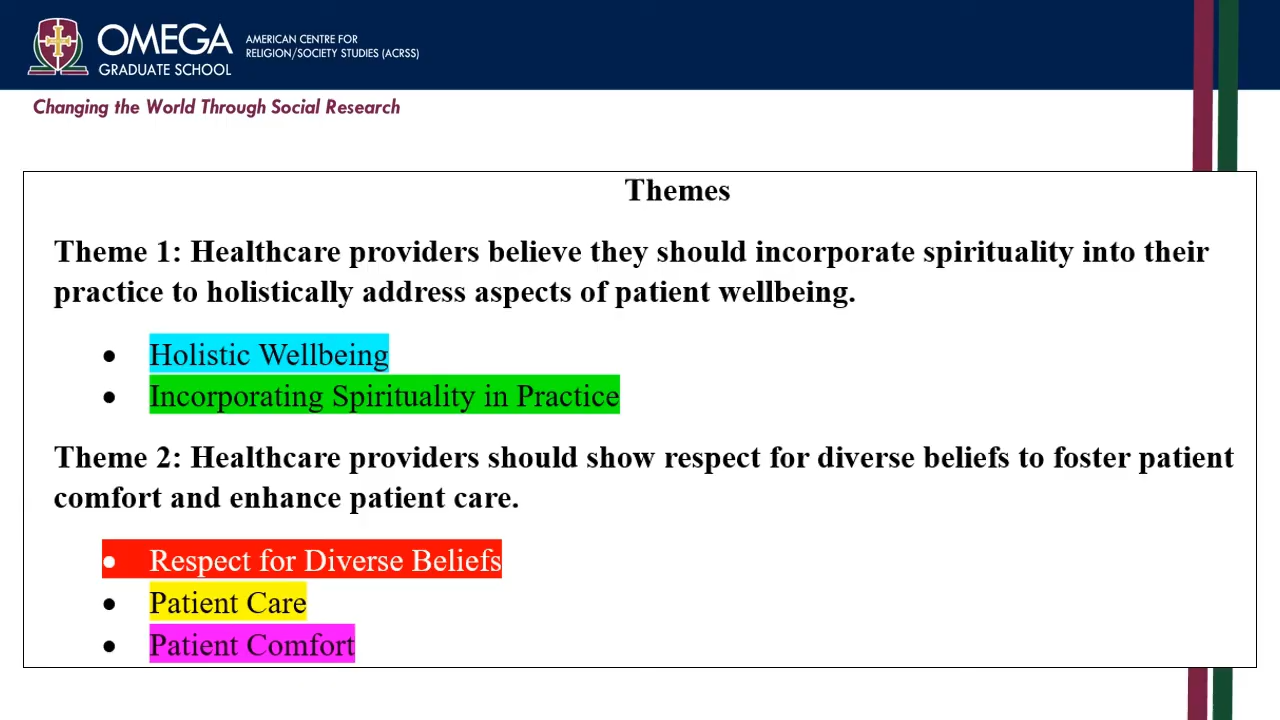 OMEGA
GRADUATE SCHOOL
AMERICAN CENTRE FOR
RELIGION/SOCIETY STUDIES (ACRSS)
Changing the World Through Social Research
Themes
Theme 1: Healthcare providers believe they should incorporate spirituality into their
practice to holistically address aspects of patient wellbeing.
• Holistic Wellbeing
• Incorporating Spirituality in Practice
Theme 2: Healthcare providers should show respect for diverse beliefs to foster patient
comfort and enhance patient care.
• Respect for Diverse Beliefs
• Patient Care
• Patient Comfort